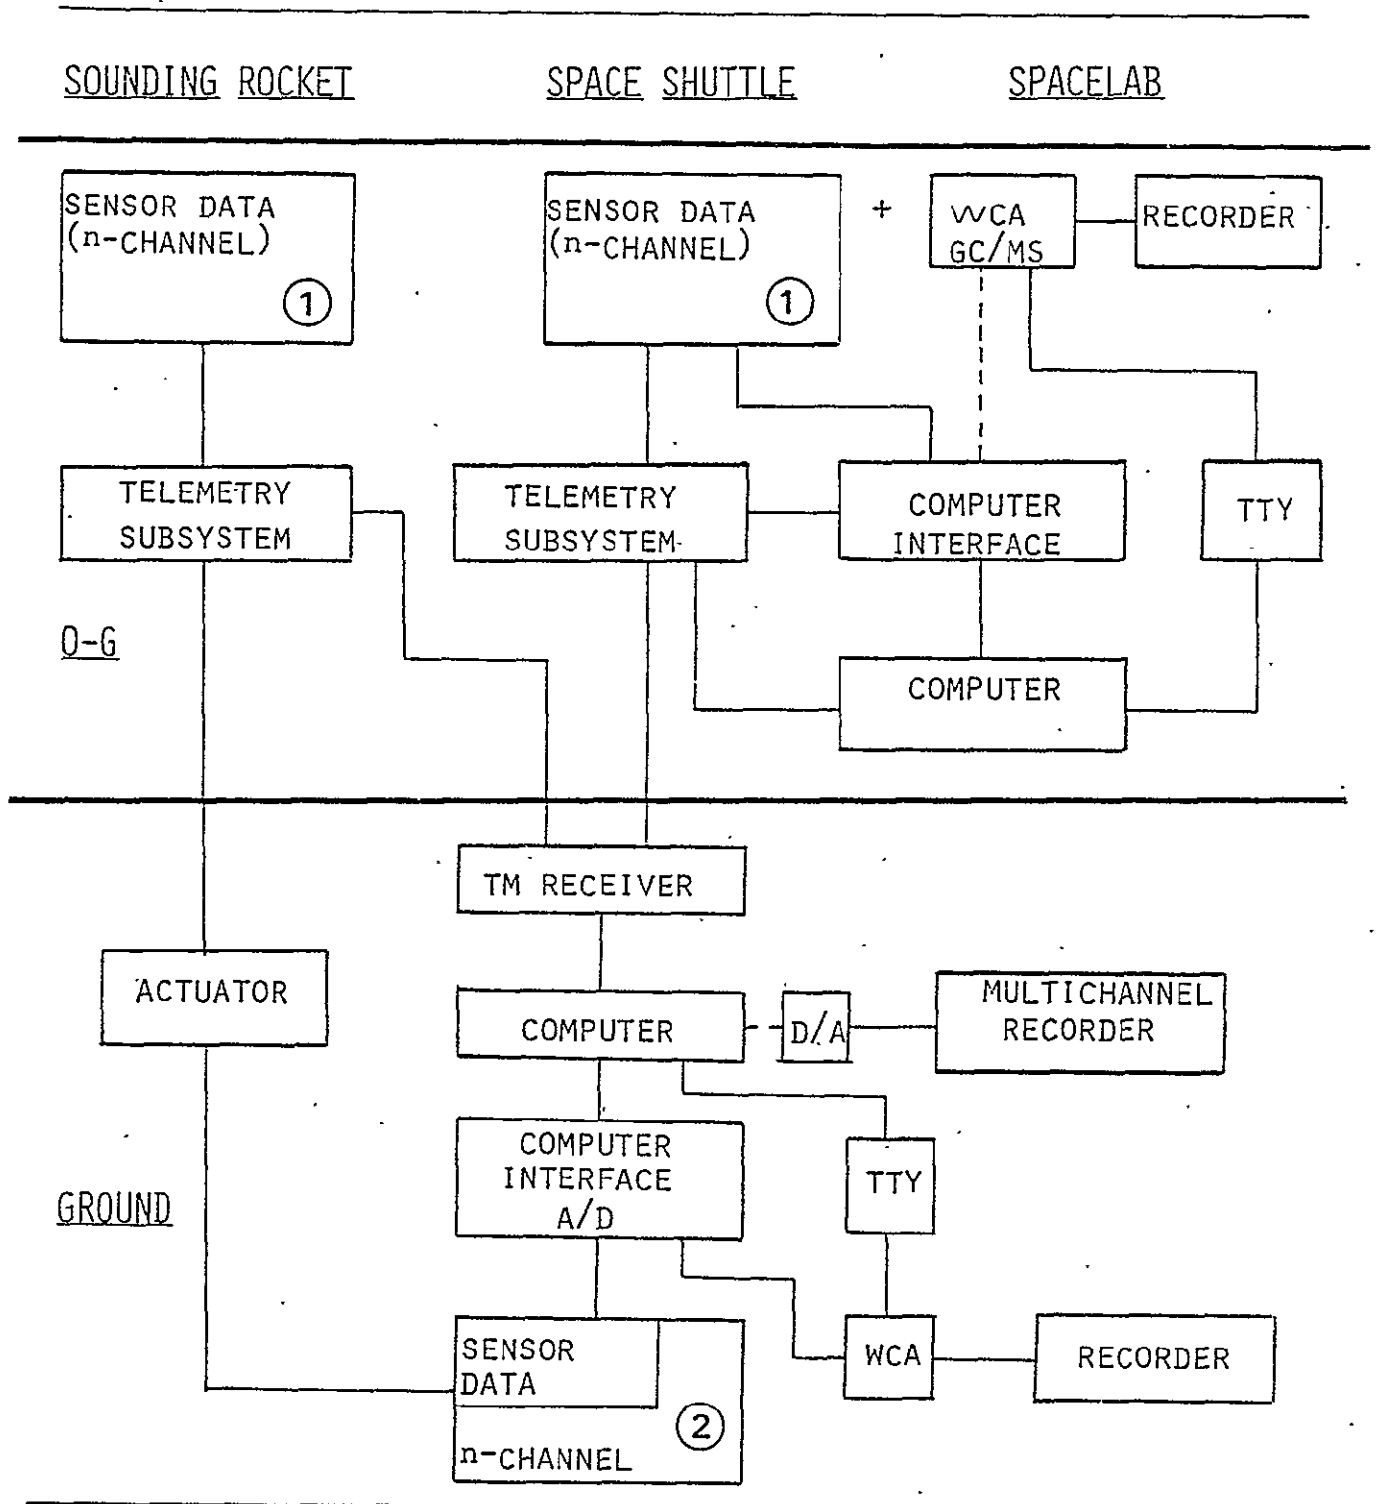 SOUNDING ROCKET
SPACE SHUTTLE
SPACELAB
SENSOR DATA
(n-CHANNEL)
1
SENSOR DATA
(n-CHANNEL)
1
+
WCA
GC/MS
RECORDER
TELEMETRY
SUBSYSTEM
TELEMETRY
SUBSYSTEM
COMPUTER
INTERFACE
TTY
0-G
COMPUTER
TM RECEIVER
ACTUATOR
COMPUTER
D/A
MULTICHANNEL
RECORDER
COMPUTER
INTERFACE
A/D
TTY
GROUND
SENSOR
DATA
2
n-CHANNEL
WCA
RECORDER